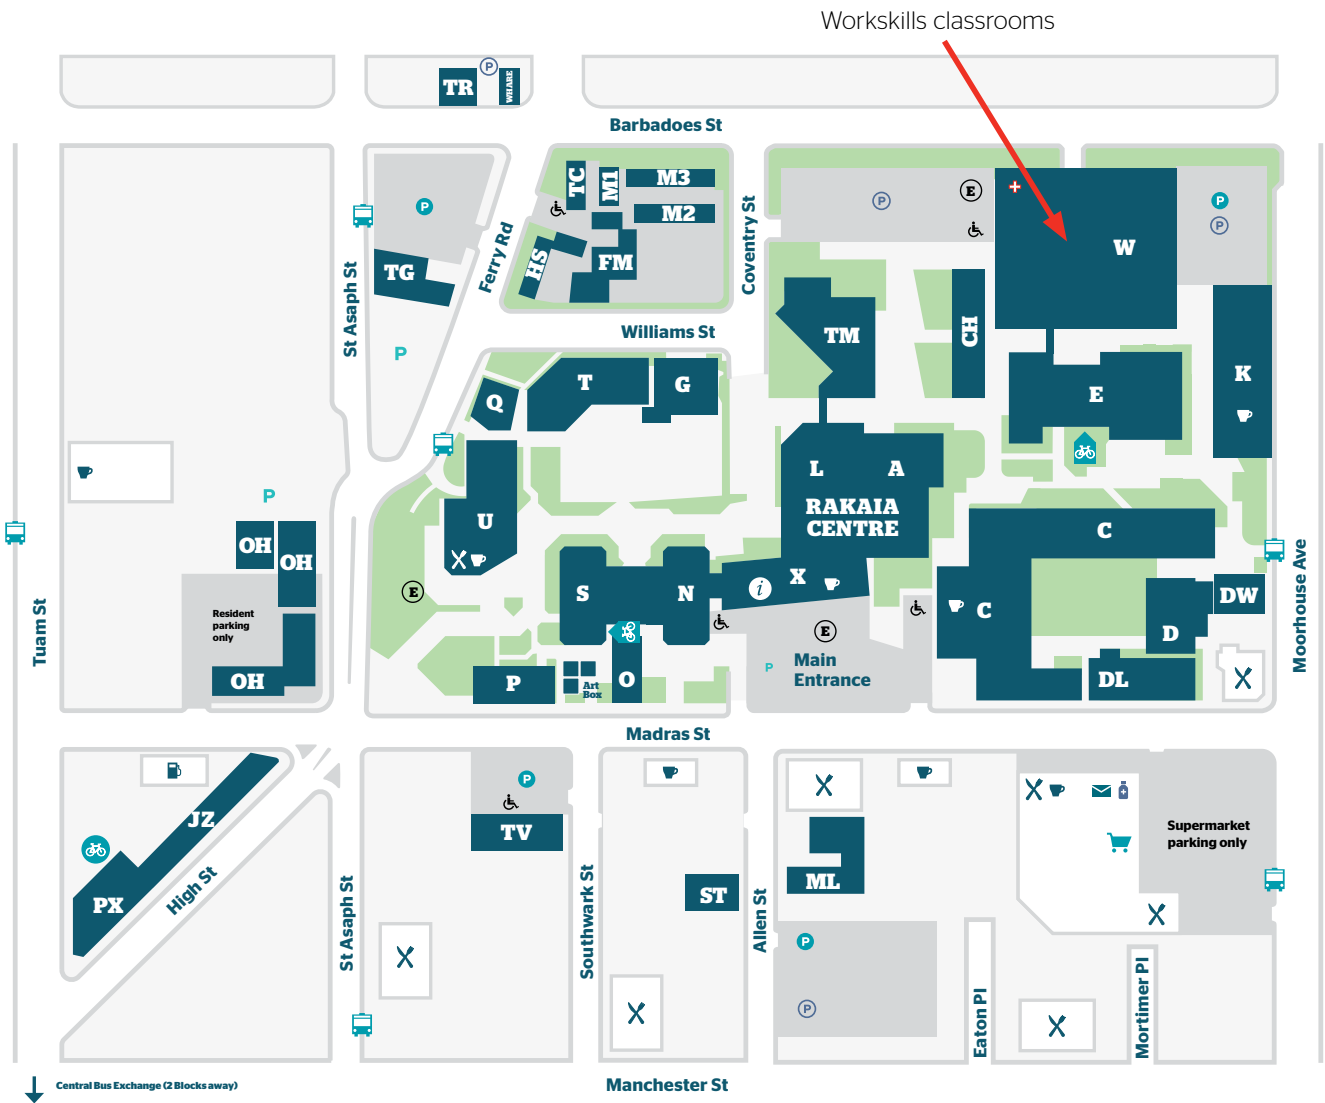 Workskills classrooms
P
TR
WHARE
Barbadoes St
TC
M1
M3
M2
P
P
E
P
P
W
HS
FM
TG
Ferry Rd
Coventry St
St Asaph St
P
Williams St
TM
CH
K
E
T
G
Q
L
A
RAKAIA
CENTRE
U
P
OH
OH
C
Resident
parking
only
OH
E
S
N
i
X
C
DW
D
Tuam St
Moorhouse Ave
E
P
Main
Entrance
P
Art
Box
O
DL
Madras St
JZ
PX
High St
P
TV
St Asaph St
Southwark St
ST
Allen St
ML
Supermarket
parking only
P
P
Eaton Pl
Mortimer Pl
Central Bus Exchange (2 Blocks away)
Manchester St